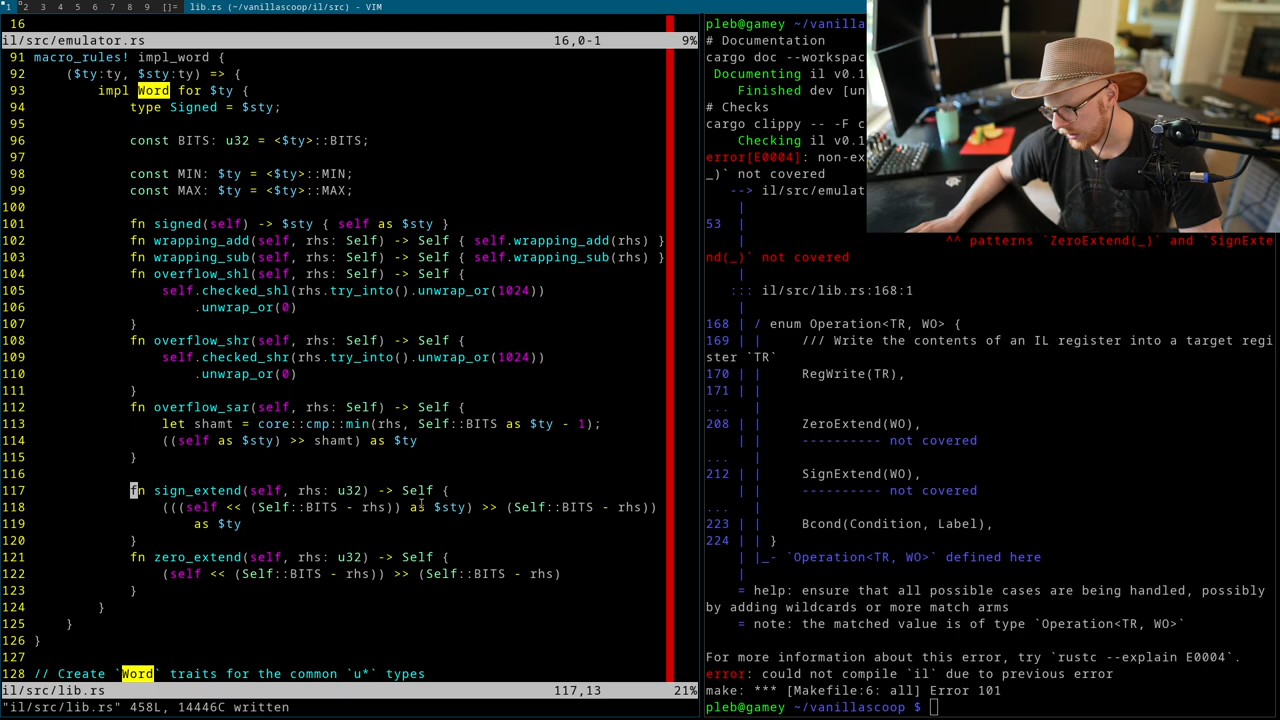 1 2 3 4 5 6 7 8 9 []= lib.rs (~/vanillascoop/il/src) - VIM
16
il/src/emulator.rs 16,0-1 9%
91 macro_rules! impl_word {
92 ($ty:ty, $sty:ty) => {
93 impl Word for $ty {
94 type Signed = $sty;
95
96 const BITS: u32 = <$ty>::BITS;
97
98 const MIN: $ty = <$ty>::MIN;
99 const MAX: $ty = <$ty>::MAX;
100
101 fn signed(self) -> $sty { self as $sty }
102 fn wrapping_add(self, rhs: Self) -> Self { self.wrapping_add(rhs) }
103 fn wrapping_sub(self, rhs: Self) -> Self { self.wrapping_sub(rhs) }
104 fn overflow_shl(self, rhs: Self) -> Self {
105 self.checked_shl(rhs.try_into().unwrap_or(1024))
106 .unwrap_or(0)
107 }
108 fn overflow_shr(self, rhs: Self) -> Self {
109 self.checked_shr(rhs.try_into().unwrap_or(1024))
110 .unwrap_or(0)
111 }
112 fn overflow_sar(self, rhs: Self) -> Self {
113 let shamt = core::cmp::min(rhs, Self::BITS as $ty - 1);
114 ((self as $sty) >> shamt) as $ty
115 }
116
117 fn sign_extend(self, rhs: u32) -> Self {
118 (((self << (Self::BITS - rhs)) as $sty) >> (Self::BITS - rhs))
119 as $ty
120 }
121 fn zero_extend(self, rhs: u32) -> Self {
122 (self << (Self::BITS - rhs)) >> (Self::BITS - rhs)
123 }
124 }
125 }
126 }
127
128 // Create `Word` traits for the common `u*` types
il/src/lib.rs 117,13 21%
"il/src/lib.rs" 458L, 14446C written
pleb@gamey ~/vanilla
# Documentation
cargo doc --workspac
Documenting il v0.1
Finished dev [un
# Checks
cargo clippy -- -F c
Checking il v0.1
error[E0004]: non-ex
_)` not covered
--> il/src/emulat
|
53 |
| ^^ patterns `ZeroExtend(_)` and `SignExte
nd(_)` not covered
|
::: il/src/lib.rs:168:1
|
168 | / enum Operation<TR, WO> {
169 | | /// Write the contents of an IL register into a target regi
ster `TR`
170 | | RegWrite(TR),
171 | |
... |
208 | | ZeroExtend(WO),
| | ---------- not covered
... |
212 | | SignExtend(WO),
| | ---------- not covered
... |
223 | | Bcond(Condition, Label),
224 | | }
| |_- `Operation<TR, WO>` defined here
|
= help: ensure that all possible cases are being handled, possibly
by adding wildcards or more match arms
= note: the matched value is of type `Operation<TR, WO>`
For more information about this error, try `rustc --explain E0004`.
error: could not compile `il` due to previous error
make: *** [Makefile:6: all] Error 101
pleb@gamey ~/vanillascoop $